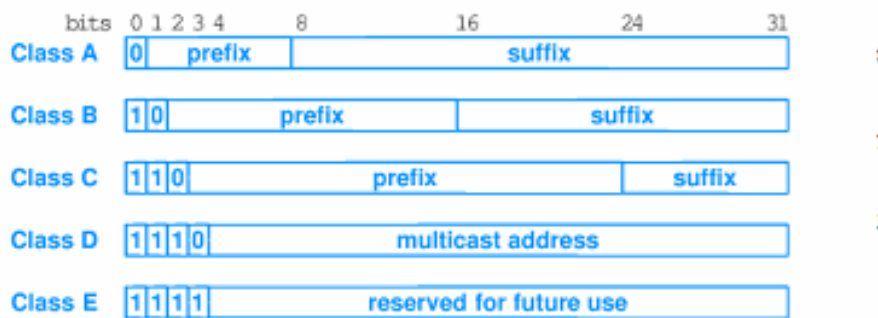 bits 0 1 2 3 4 8 16 24 31
Class A 0 prefix suffix
Class B 1 0 prefix suffix
Class C 1 1 0 prefix suffix
Class D 1 1 1 0 multicast address
Class E 1 1 1 1 reserved for future use